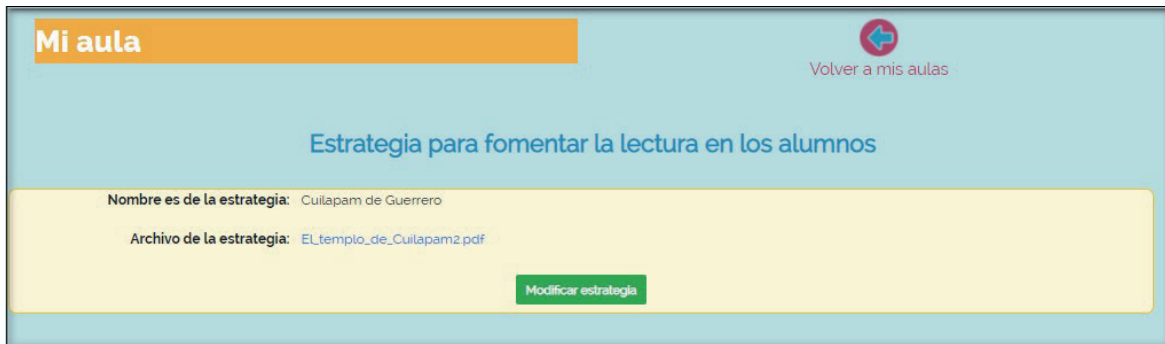 Mi aula
Volver a mis aulas
Estrategia para fomentar la lectura en los alumnos
Nombre es de la estrategia: Cuilapam de Guerrero
Archivo de la estrategia: El_templo_de_Cuilapam2.pdf
Modificar estrategia